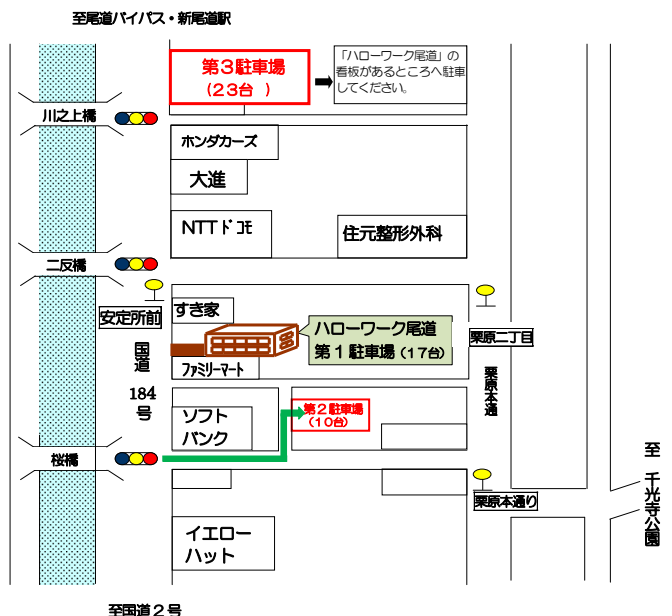 至尾道バイパス・新尾道駅
第3駐車場
(23台　)
「ハローワーク尾道」の
看板があるところへ駐車
してください。
川之上橋
ホンダカーズ
大進
NTTドコモ
住元整形外科
二反橋
安定所前
すき家
ハローワーク尾道
第1駐車場(17台)
栗原二丁目
国道
184
号
ファミリーマート
栗原本通
ソフト
バンク
第2駐車場
(10台)
桜橋
栗原本通り
至 千光寺公園
イエロー
ハット
至国道2号